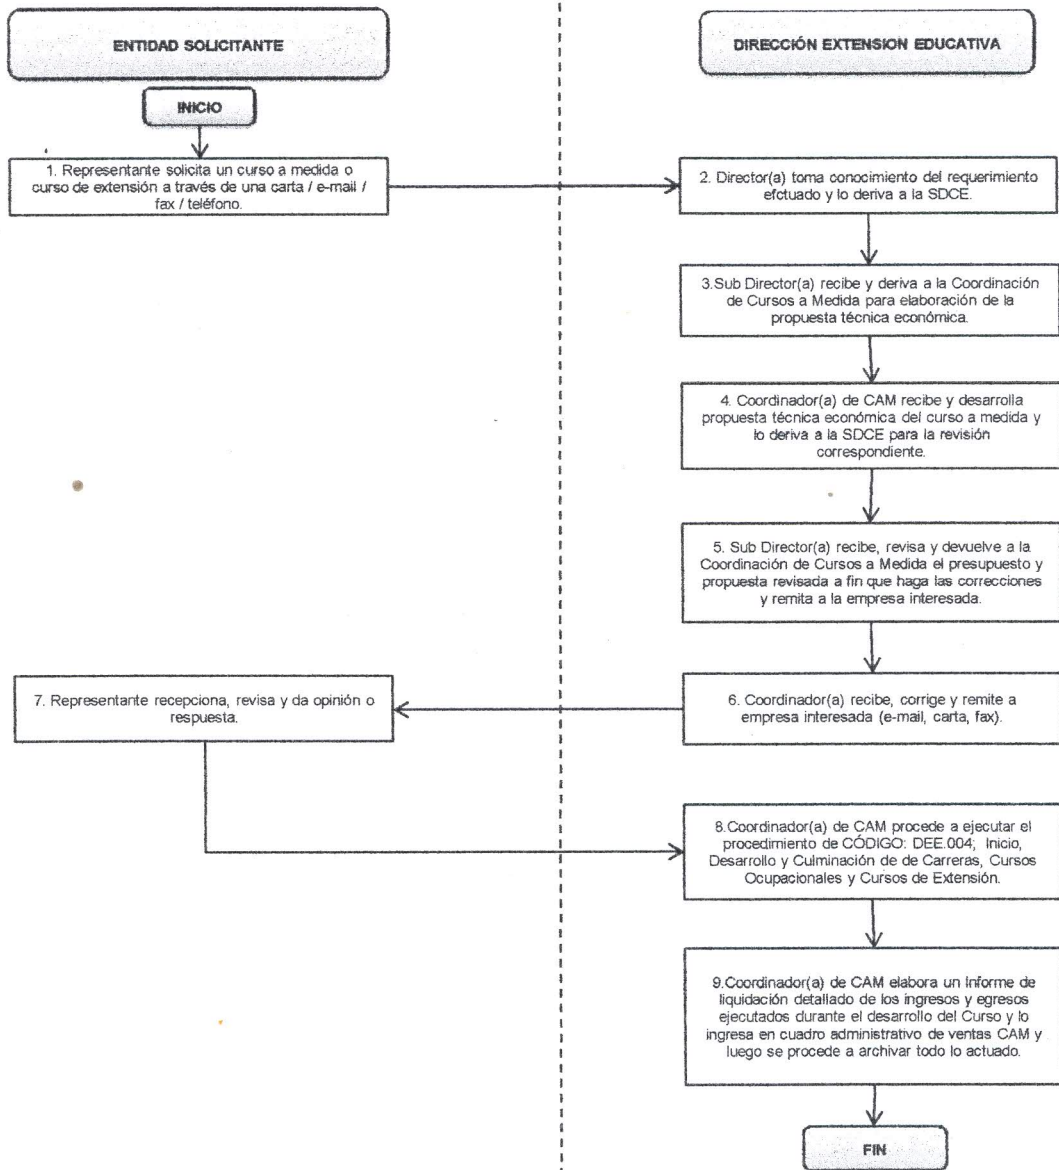 ENTIDAD SOLICITANTE
DIRECCIÓN EXTENSION EDUCATIVA
INICIO
1. Representante solicita un curso a medida o
curso de extensión a través de una carta / e-mail /
fax / teléfono.
2. Director(a) toma conocimiento del requerimiento
efctuado y lo deriva a la SDCE.
3.Sub Director(a) recibe y deriva a la Coordinación
de Cursos a Medida para elaboración de la
propuesta técnica económica.
4. Coordinador(a) de CAM recibe y desarrolla
propuesta técnica económica del curso a medida y
lo deriva a la SDCE para la revisión
correspondiente.
5. Sub Director(a) recibe, revisa y devuelve a la
Coordinación de Cursos a Medida el presupuesto y
propuesta revisada a fin que haga las correcciones
y remita a la empresa interesada.
6. Coordinador(a) recibe, corrige y remite a
empresa interesada (e-mail, carta, fax).
7. Representante recepciona, revisa y da opinión o
respuesta.
8.Coordinador(a) de CAM procede a ejecutar el
procedimiento de CÓDIGO: DEE.004; Inicio,
Desarrollo y Culminación de de Carreras, Cursos
Ocupacionales y Cursos de Extensión.
9.Coordinador(a) de CAM elabora un Informe de
liquidación detallado de los ingresos y egresos
ejecutados durante el desarrollo del Curso y lo
ingresa en cuadro administrativo de ventas CAM y
luego se procede a archivar todo lo actuado.
FIN